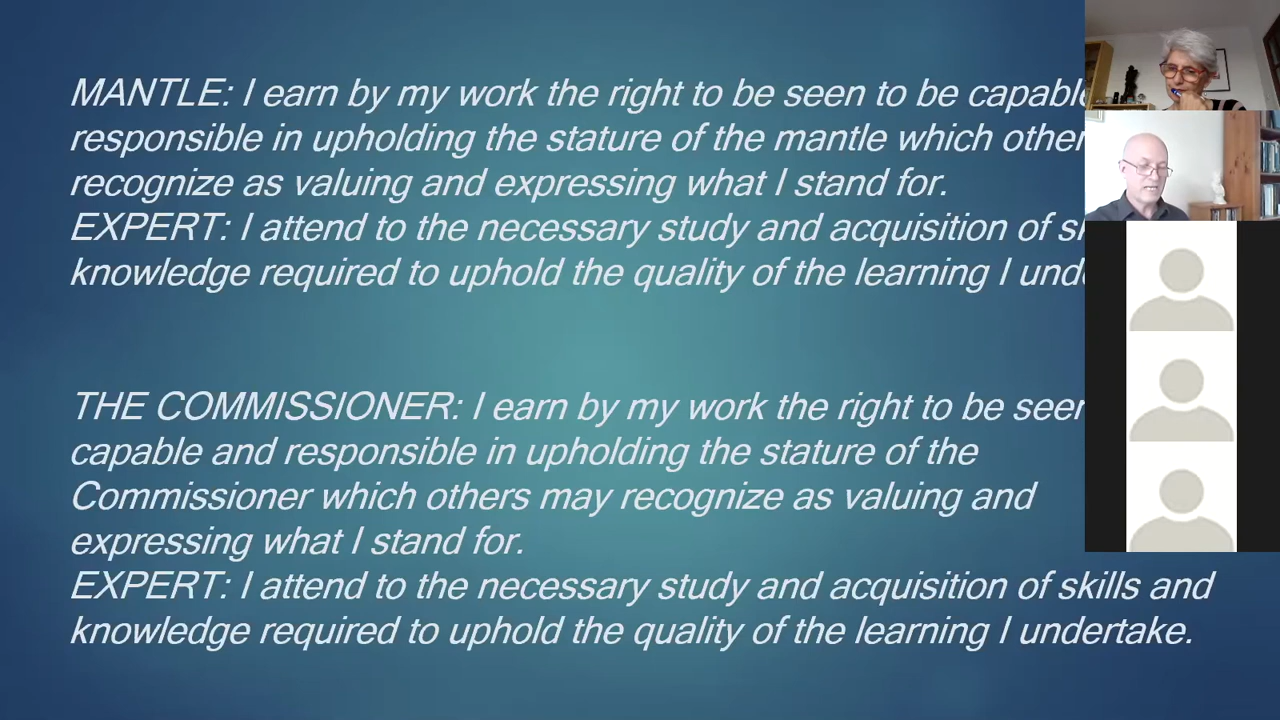 MANTLE: I earn by my work the right to be seen to be
responsible in upholding the stature of the mantle which
recognize as valuing and expressing what I stand for.
EXPERT: I attend to the necessary study and acquisition of
knowledge required to uphold the quality of the learning I
THE COMMISSIONER: I earn by my work the right to be
capable and responsible in upholding the stature of the
Commissioner which others may recognize as valuing and
expressing what I stand for.
EXPERT: I attend to the necessary study and acquisition of skills and
knowledge required to uphold the quality of the learning I undertake.